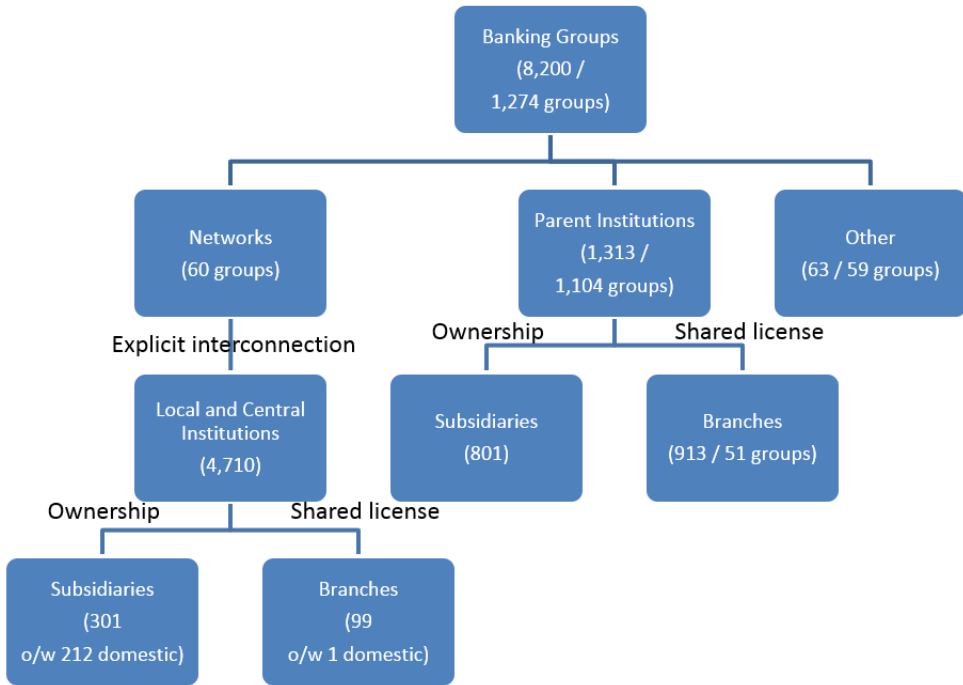 Banking Groups
(8,200 /
1,274 groups)
Networks
(60 groups)
Parent Institutions
(1,313 /
1,104 groups)
Other
(63 / 59 groups)
Explicit interconnection
Ownership
Shared license
Local and Central
Institutions
(4,710)
Subsidiaries
(801)
Branches
(913 / 51 groups)
Ownership
Shared license
Subsidiaries
(301
o/w 212 domestic)
Branches
(99
o/w 1 domestic)